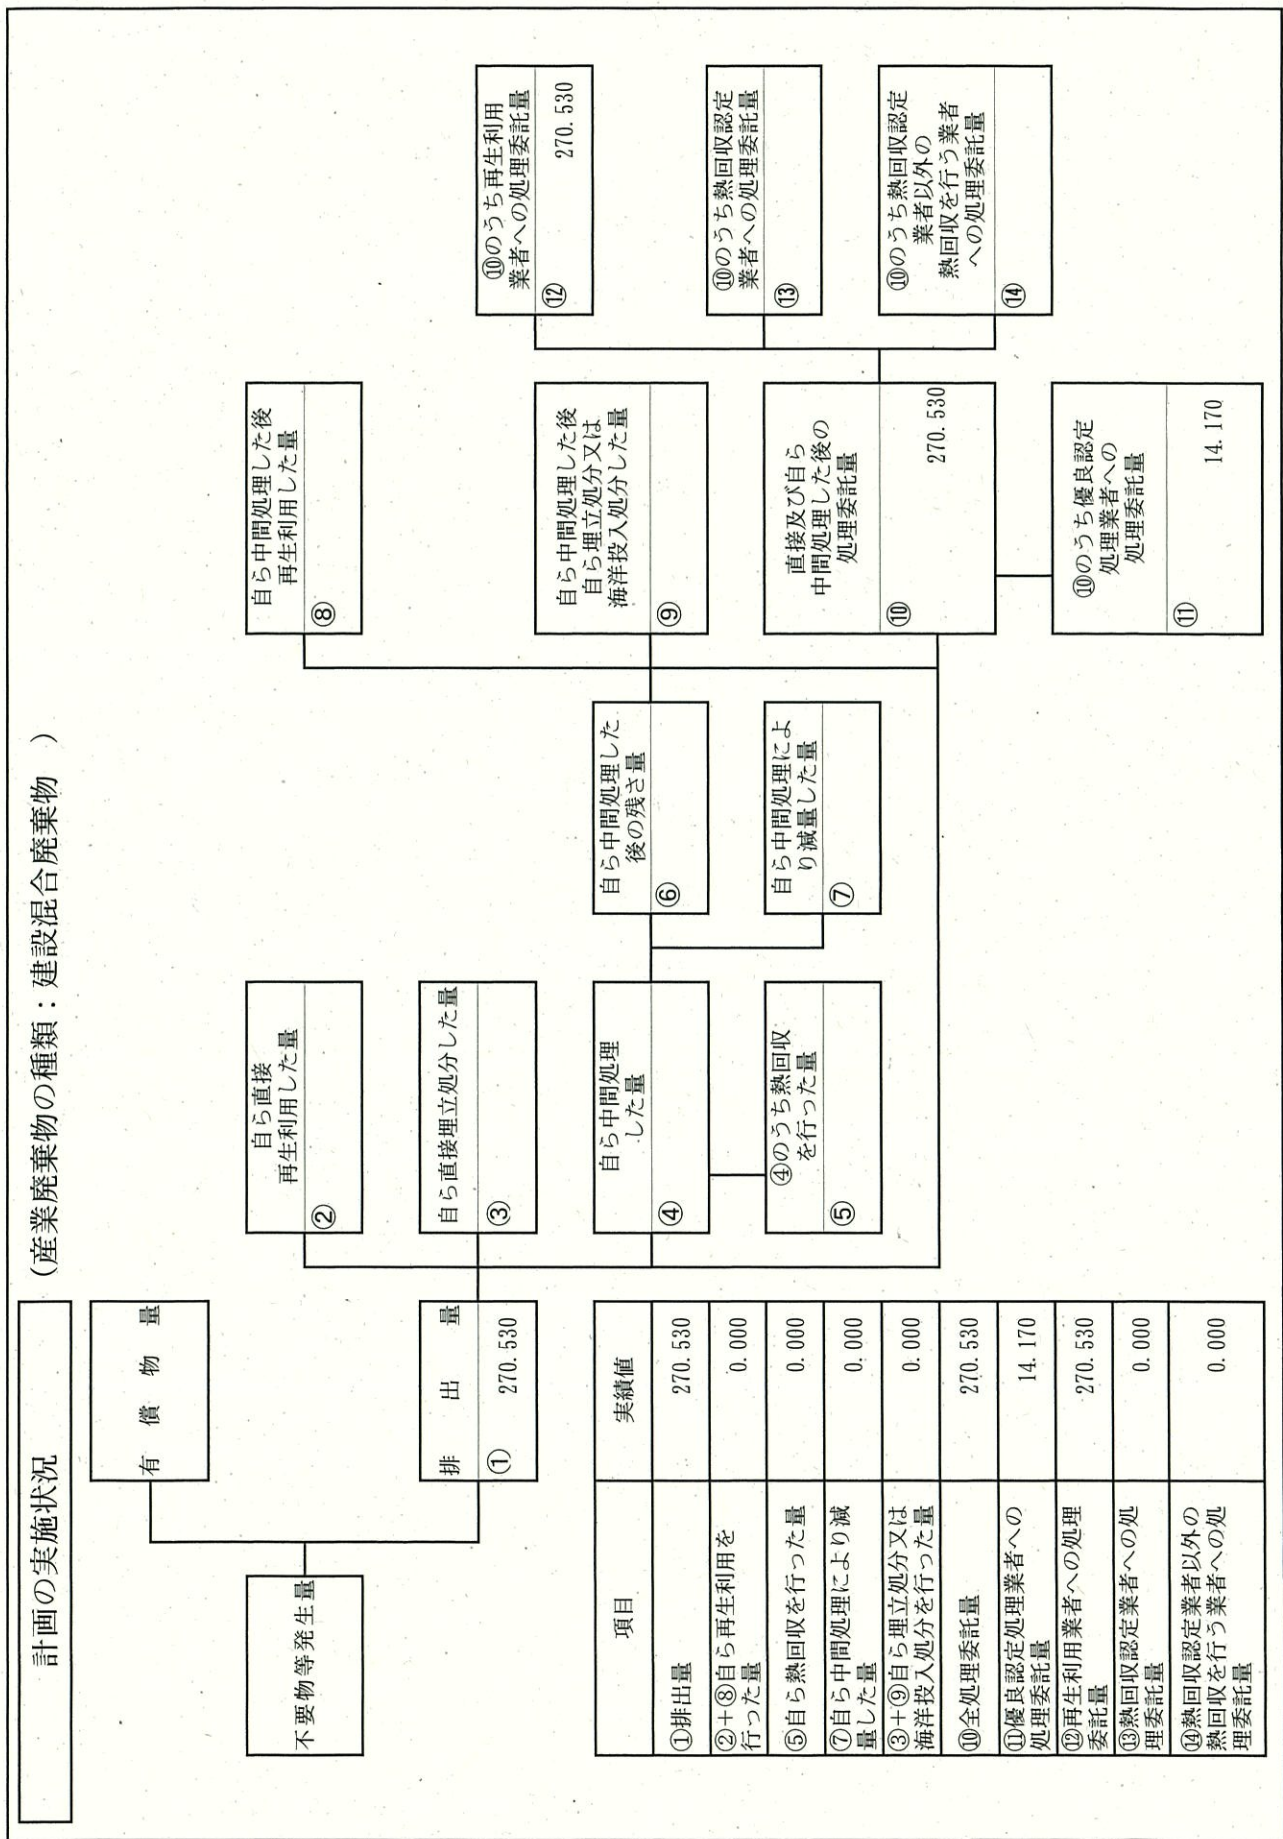 計画の実施状況
（産業廃棄物の種類：建設混合廃棄物　）
不要物等発生量
有償物量
排出量
① 270.530
自ら直接
再生利用した量
②
自ら直接埋立処分した量
③
自ら中間処理
した量
④
④のうち熱回収
を行った量
⑤
自ら中間処理した
後の残さ量
⑥
自ら中間処理によ
り減量した量
⑦
自ら中間処理した後
再生利用した量
⑧
自ら中間処理した後
自ら埋立処分又は
海洋投入処分した量
⑨
直接及び自ら
中間処理した後の
処理委託量
⑩ 270.530
⑩のうち優良認定
処理業者への
処理委託量
⑪ 14.170
⑩のうち再生利用
業者への処理委託量
⑫ 270.530
⑩のうち熱回収認定
業者への処理委託量
⑬
⑩のうち熱回収認定
業者以外の
熱回収を行う業者
への処理委託量
⑭
項目 実績値
①排出量 270.530
②＋⑧自ら再生利用を
行った量 0.000
⑤自ら熱回収を行った量 0.000
⑦自ら中間処理により減
量した量 0.000
③＋⑨自ら埋立処分又は
海洋投入処分を行った量 0.000
⑩全処理委託量 270.530
⑪優良認定処理業者への
処理委託量 14.170
⑫再生利用業者への処理
委託量 270.530
⑬熱回収認定業者への処
理委託量 0.000
⑭熱回収認定業者以外の
熱回収を行う業者への処
理委託量 0.000